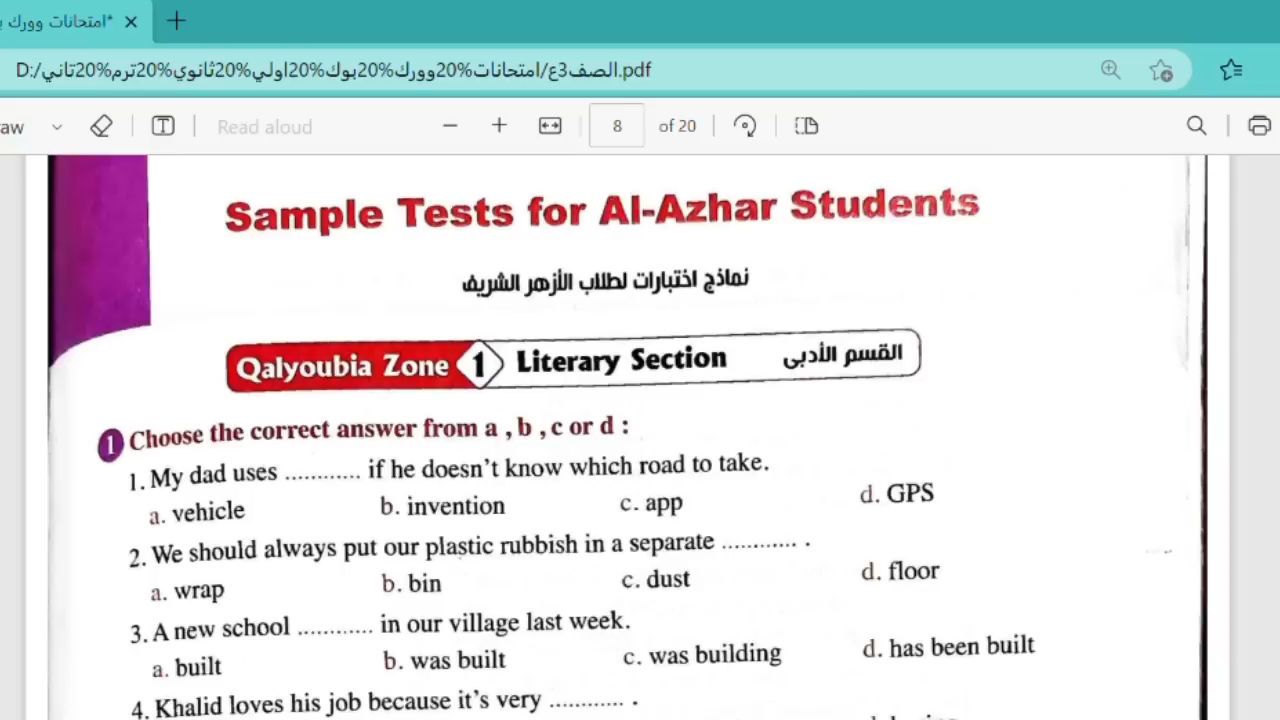 امتحانات وورك ب*
D:/الصف3ع/امتحانات%20وورك%20بوك%20اولي%20ثانوي%20ترم%20تاني.pdf
aw
Read aloud
8 of 20
Sample Tests for Al-Azhar Students
نماذج اختبارات لطلاب الأزهر الشريف
Qalyoubia Zone 1 Literary Section القسم الأدبى
1 Choose the correct answer from a , b , c or d :
1. My dad uses ............ if he doesn't know which road to take.
a. vehicle b. invention c. app d. GPS
2. We should always put our plastic rubbish in a separate ............ .
a. wrap b. bin c. dust d. floor
3. A new school ............ in our village last week.
a. built b. was built c. was building d. has been built
4. Khalid loves his job because it's very ............ .